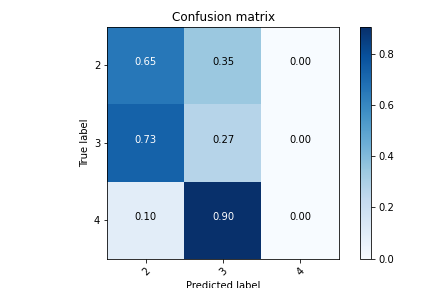 Confusion matrix
True label
2 0.65 0.35 0.00
3 0.73 0.27 0.00
4 0.10 0.90 0.00
2 3 4
Predicted label
0.8
0.6
0.4
0.2
0.0